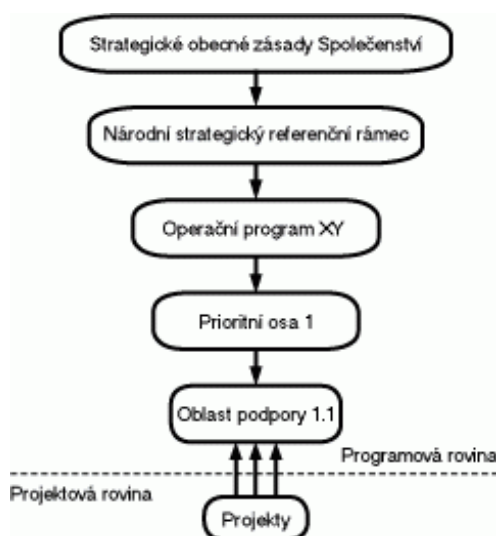 Strategické obecné zásady Společenství
Národní strategický referenční rámec
Operační program XY
Prioritní osa 1
Oblast podpory 1.1
Programová rovina
Projektová rovina
Projekty